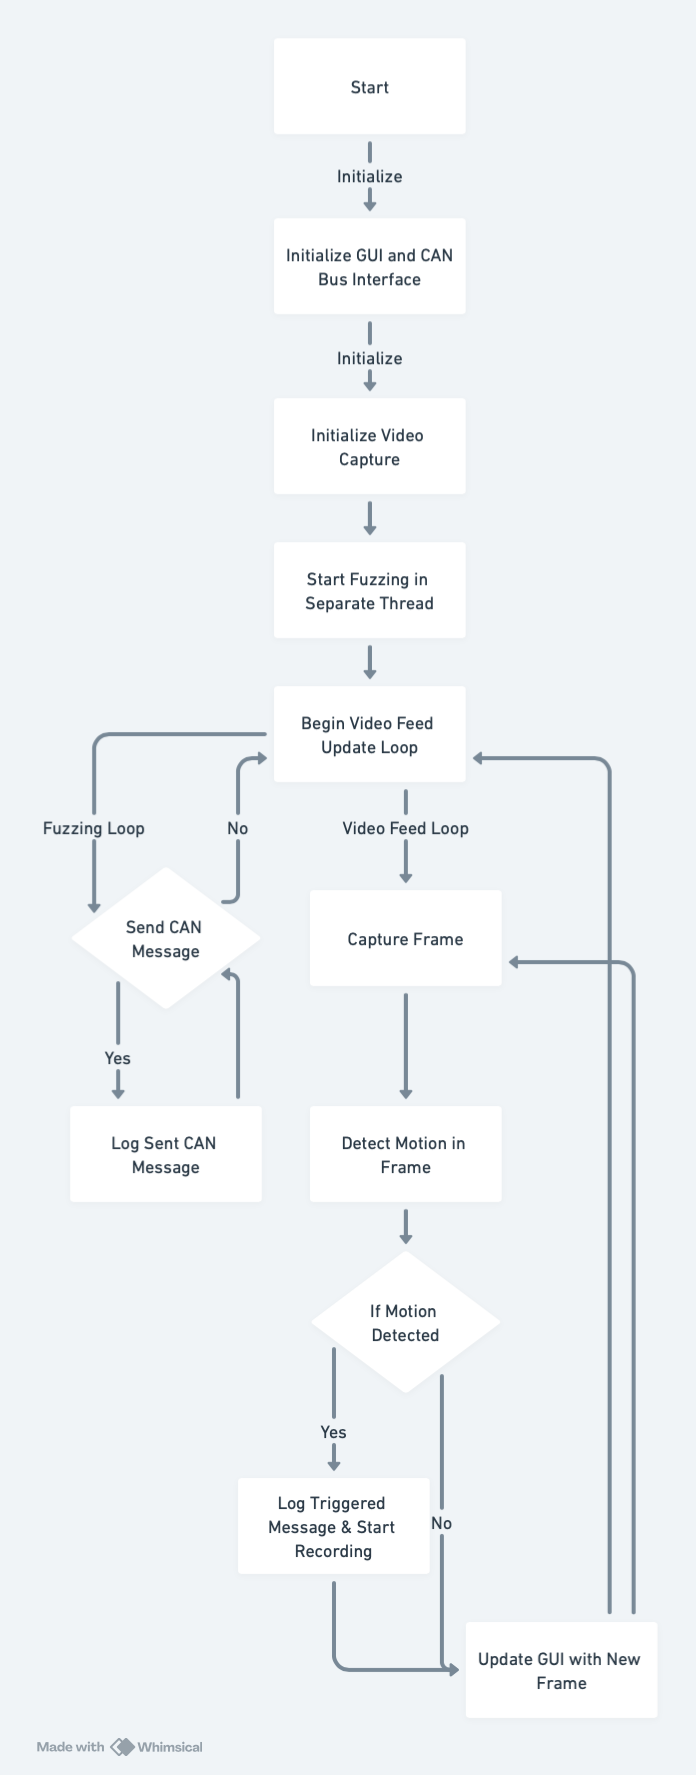 Start
Initialize
Initialize GUI and CAN
Bus Interface
Initialize
Initialize Video
Capture
Start Fuzzing in
Separate Thread
Begin Video Feed
Update Loop
Fuzzing Loop
No
Video Feed Loop
Send CAN
Message
Capture Frame
Yes
Log Sent CAN
Message
Detect Motion in
Frame
If Motion
Detected
Yes
Log Triggered
Message & Start
Recording
No
Update GUI with New
Frame
Made with Whimsical